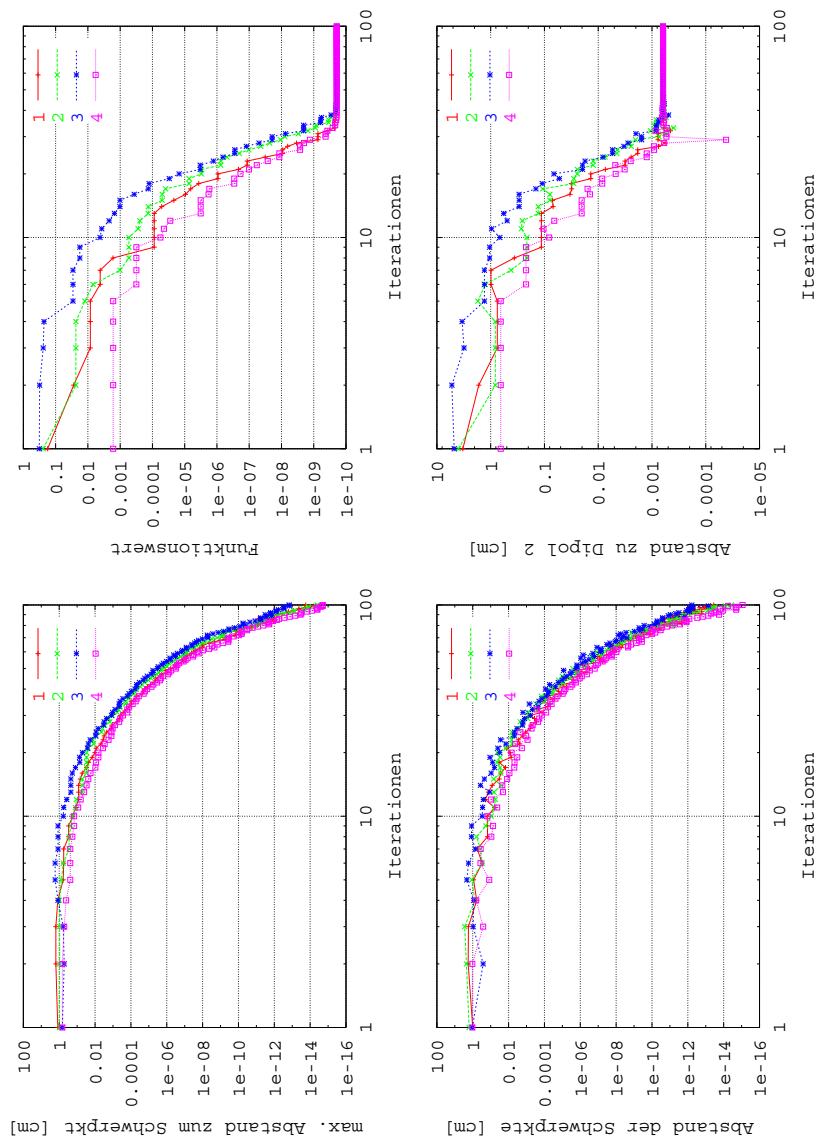 max. Abstand zum Schwerpkt [cm]
100
1
0.01
0.0001
1e-06
1e-08
1e-10
1e-12
1e-14
1e-16
1
10
100
Iterationen
1
2
3
4
Funktionswert
1
0.1
0.01
0.001
0.0001
1e-05
1e-06
1e-07
1e-08
1e-09
1e-10
1
10
100
Iterationen
1
2
3
4
Abstand der Schwerpkte [cm]
100
1
0.01
0.0001
1e-06
1e-08
1e-10
1e-12
1e-14
1e-16
1
10
100
Iterationen
1
2
3
4
Abstand zu Dipol 2 [cm]
10
1
0.1
0.01
0.001
0.0001
1e-05
1
10
100
Iterationen
1
2
3
4